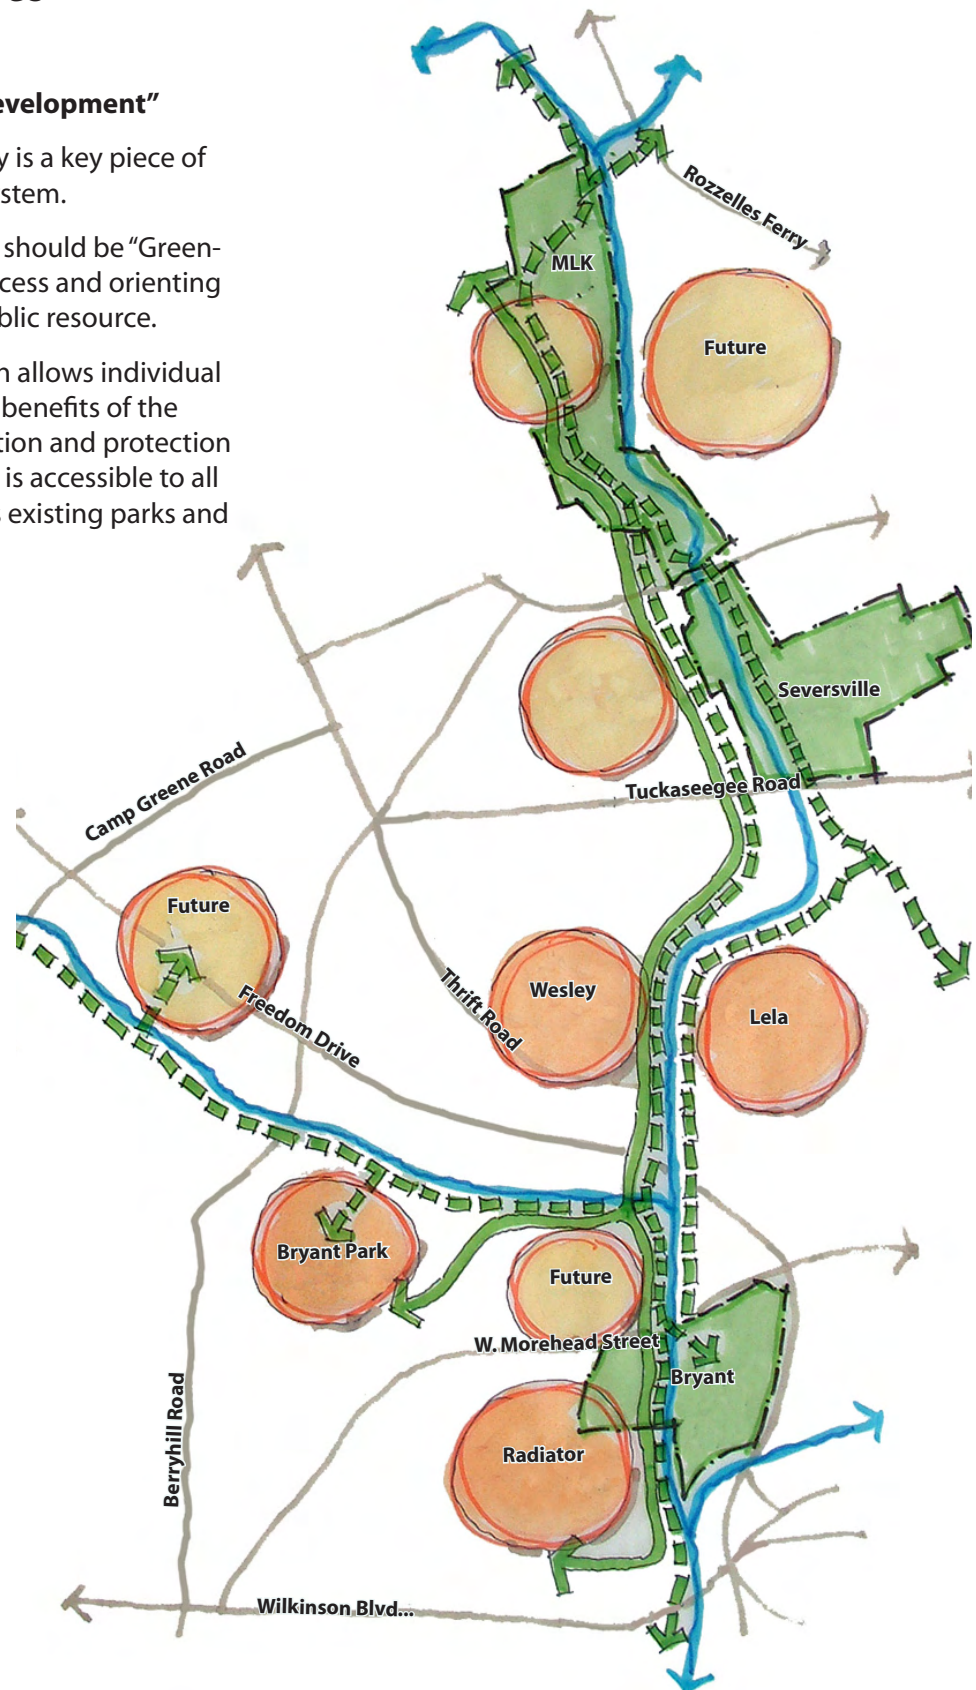 evelopment”
y is a key piece of
stem.
should be “Green-
cess and orienting
blic resource.
n allows individual
benefits of the
tion and protection
is accessible to all
s existing parks and
Rozzelles Ferry
MLK
Future
Seversville
Camp Greene Road
Tuckaseegee Road
Future
Freedom Drive
Thrift Road
Wesley
Lela
Bryant Park
Future
W. Morehead Street
Bryant
Berryhill Road
Radiator
Wilkinson Blvd...